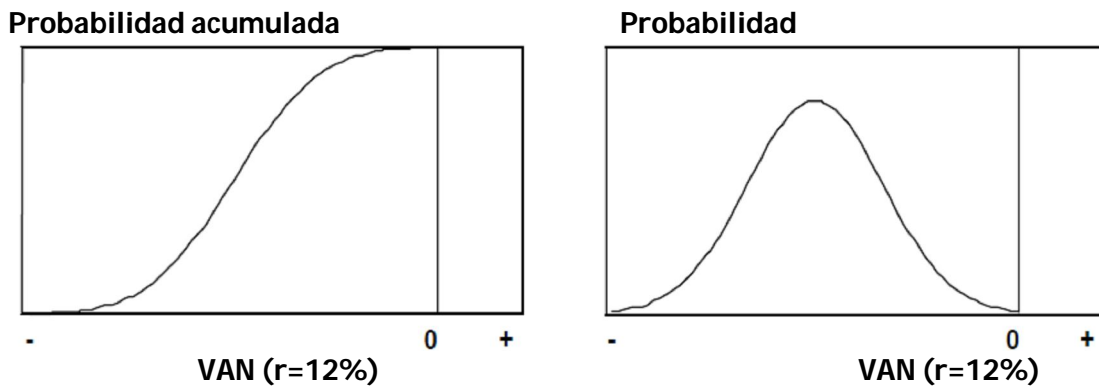 Probabilidad acumulada
Probabilidad
- 0 +
- 0 +
VAN (r=12%)
VAN (r=12%)